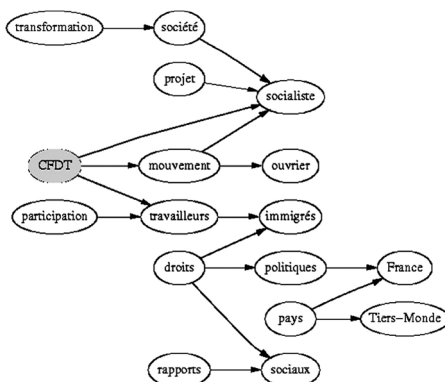 transformation
société
projet
socialiste
CFDT
mouvement
ouvrier
participation
travailleurs
immigrés
droits
politiques
France
pays
Tiers-Monde
rapports
sociaux